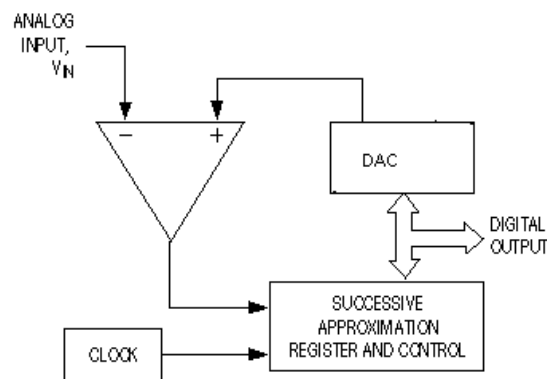 ANALOG
INPUT,
VIN
− +
DAC
DIGITAL
OUTPUT
SUCCESSIVE
APPROXIMATION
REGISTER AND CONTROL
CLOCK